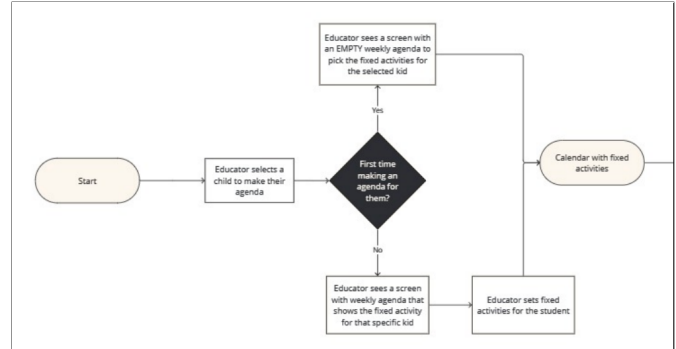 Educator sees a screen with
an EMPTY weekly agenda to
pick the fixed activities for
the selected kid
Yes
Start
Educator selects a
child to make their
agenda
First time
making an
agenda for
them?
Calendar with fixed
activities
No
Educator sees a screen
with weekly agenda that
shows the fixed activity
for that specific kid
Educator sets fixed
activities for the student